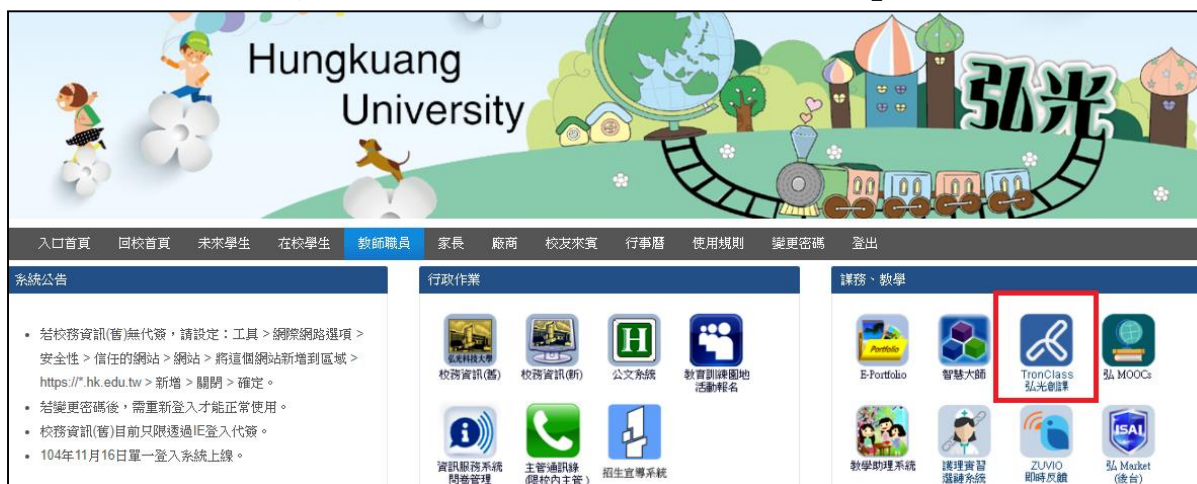 Hungkuang
University
弘光
入口首頁 回校首頁 未來學生 在校學生 教師職員 家長 廠商 校友來賓 行事曆 使用規則 變更密碼 登出
系統公告
• 若校務資訊(舊)無代簽，請設定：工具 > 網際網路選項 >
安全性 > 信任的網站 > 網站 > 將這個網站新增到區域 >
https://*.hk.edu.tw > 新增 > 關閉 > 確定。
• 若變更密碼後，需重新登入才能正常使用。
• 校務資訊(舊)目前只限透過IE登入代簽。
• 104年11月16日單一登入系統上線。
行政作業
弘光科技大學
校務資訊(舊)
校務資訊(新)
H
公文系統
教育訓練園地
活動報名
資訊服務系統
問卷管理
主管通訊錄
(限校內主管)
招生宣導系統
課務、教學
Portfolio
E-Portfolio
智慧大師
TronClass
弘光創課
弘 MOOCs
教學助理系統
護理實習
選鏈系統
ZUVIO
即時反饋
ISAL
弘 Market
(後台)